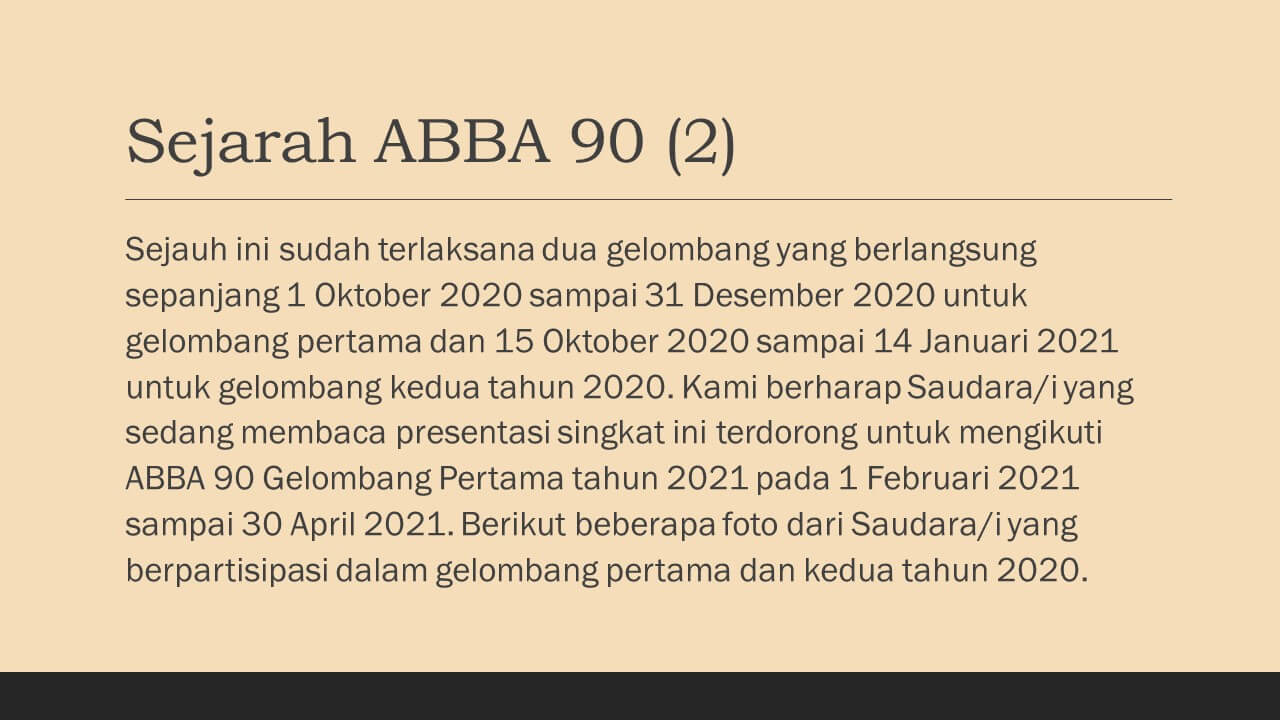 Sejarah ABBA 90 (2)
Sejauh ini sudah terlaksana dua gelombang yang berlangsung
sepanjang 1 Oktober 2020 sampai 31 Desember 2020 untuk
gelombang pertama dan 15 Oktober 2020 sampai 14 Januari 2021
untuk gelombang kedua tahun 2020. Kami berharap Saudara/i yang
sedang membaca presentasi singkat ini terdorong untuk mengikuti
ABBA 90 Gelombang Pertama tahun 2021 pada 1 Februari 2021
sampai 30 April 2021. Berikut beberapa foto dari Saudara/i yang
berpartisipasi dalam gelombang pertama dan kedua tahun 2020.